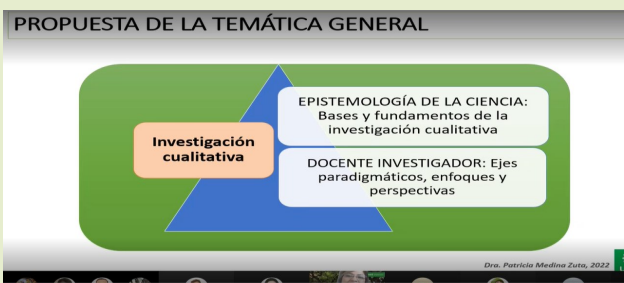 PROPUESTA DE LA TEMÁTICA GENERAL
Investigación
cualitativa
EPISTEMOLOGÍA DE LA CIENCIA:
Bases y fundamentos de la
investigación cualitativa
DOCENTE INVESTIGADOR: Ejes
paradigmáticos, enfoques y
perspectivas
Dra. Patricia Medina Zuta, 2022